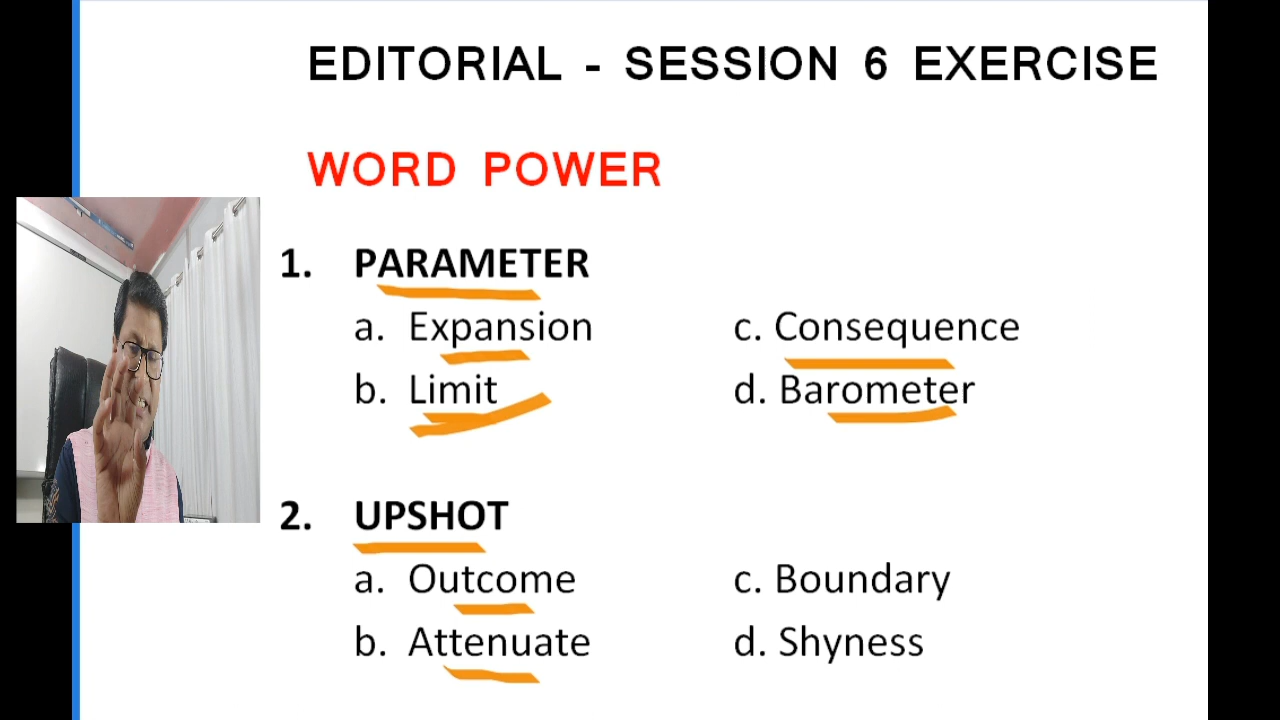 EDITORIAL - SESSION 6 EXERCISE
WORD POWER
1. PARAMETER
a. Expansion c. Consequence
b. Limit d. Barometer
2. UPSHOT
a. Outcome c. Boundary
b. Attenuate d. Shyness